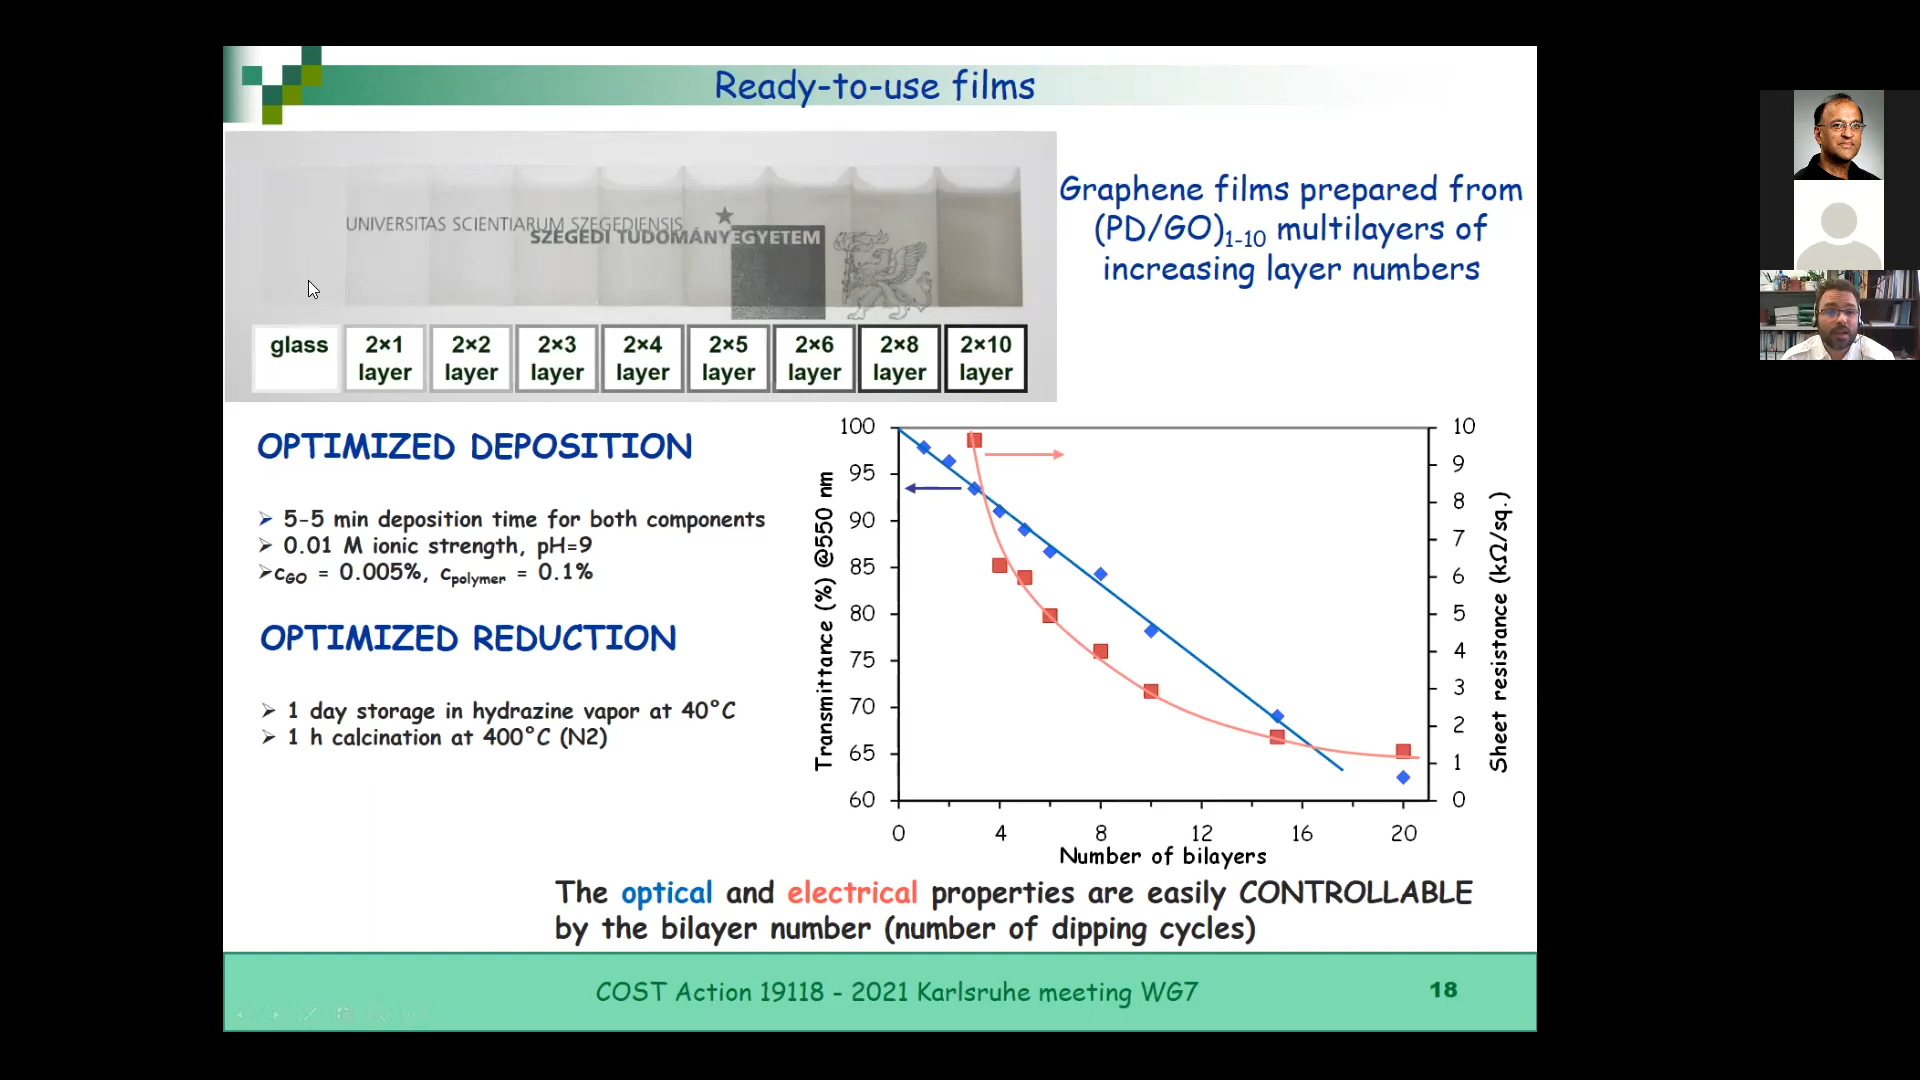 Ready-to-use films
UNIVERSITAS SCIENTIARUM SZEGEDIENSIS
SZEGEDI TUDOMÁNYEGYETEM
glass
2×1 layer
2×2 layer
2×3 layer
2×4 layer
2×5 layer
2×6 layer
2×8 layer
2×10 layer
Graphene films prepared from
(PD/GO)1-10 multilayers of
increasing layer numbers
OPTIMIZED DEPOSITION
➢ 5-5 min deposition time for both components
➢ 0.01 M ionic strength, pH=9
➢cGO = 0.005%, cpolymer = 0.1%
OPTIMIZED REDUCTION
➢ 1 day storage in hydrazine vapor at 40°C
➢ 1 h calcination at 400°C (N2)
Transmittance (%) @550 nm
100
95
90
85
80
75
70
65
60
10
9
8
7
6
5
4
3
2
1
0
Sheet resistance (kΩ/sq.)
0 4 8 12 16 20
Number of bilayers
The optical and electrical properties are easily CONTROLLABLE
by the bilayer number (number of dipping cycles)
COST Action 19118 - 2021 Karlsruhe meeting WG7
18